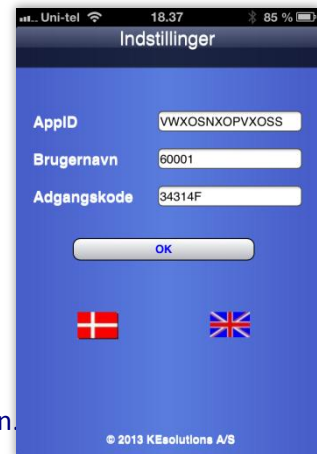 Uni-tel 18.37 85 %
Indstillinger
AppID VWXOSNXOPVXOSS
Brugernavn 60001
Adgangskode 34314F
OK
n.
© 2013 KEsolutions A/S